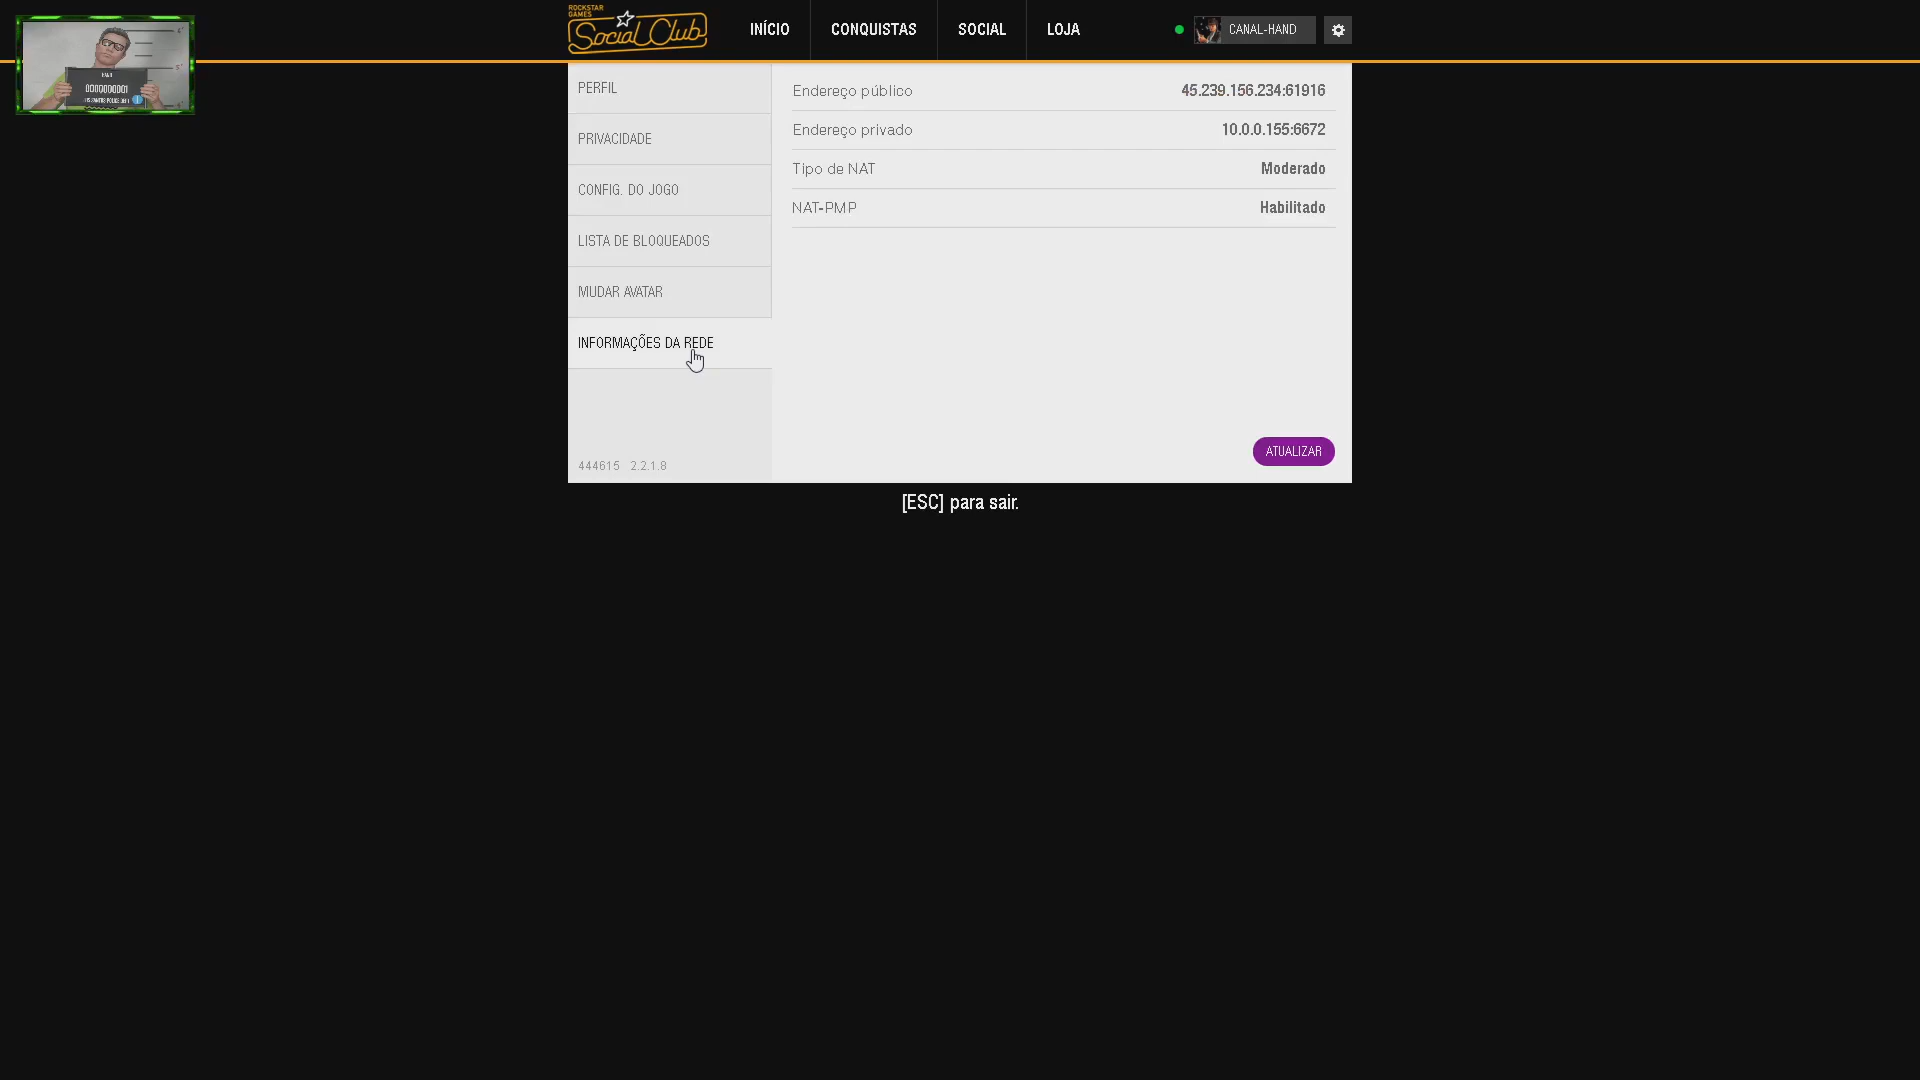 ROCKSTAR
GAMES
Social Club
INÍCIO
CONQUISTAS
SOCIAL
LOJA
CANAL-HAND
HAND
0000000001
PERFIL
PRIVACIDADE
CONFIG. DO JOGO
LISTA DE BLOQUEADOS
MUDAR AVATAR
INFORMAÇÕES DA REDE
444615 2.2.1.8
Endereço público 45.239.156.234:61916
Endereço privado 10.0.0.155:6672
Tipo de NAT Moderado
NAT-PMP Habilitado
ATUALIZAR
[ESC] para sair.